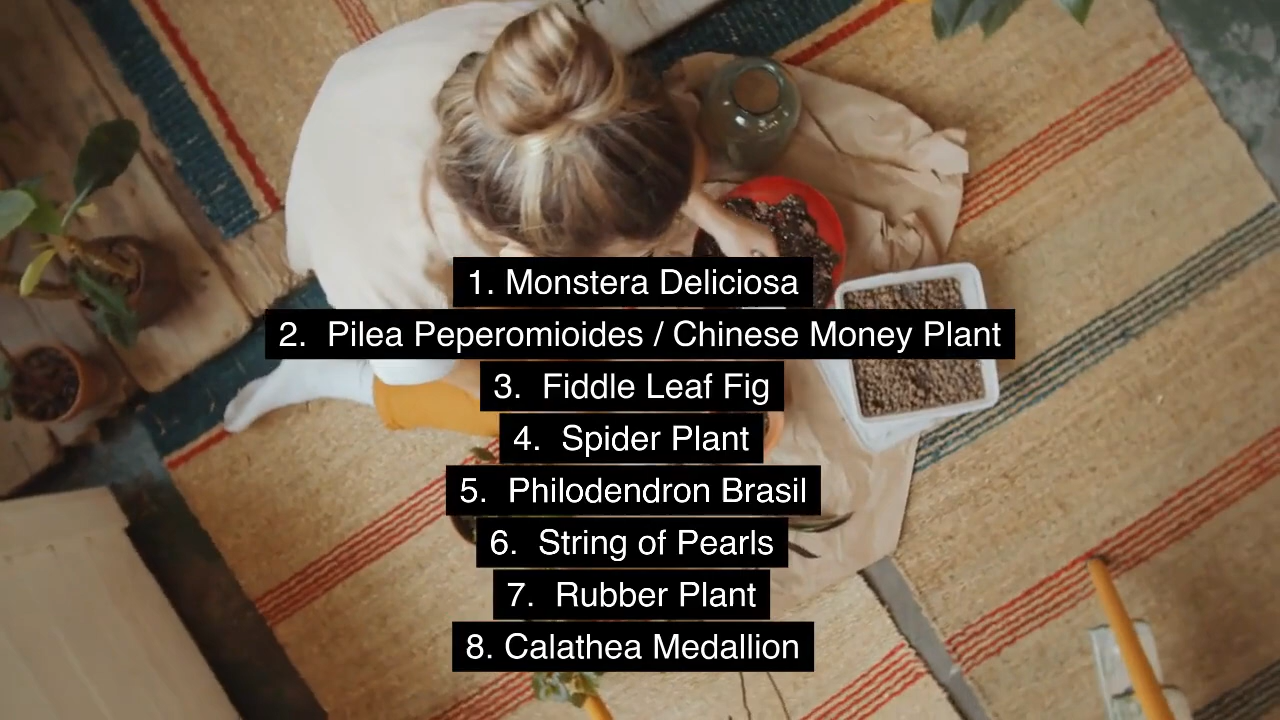 1. Monstera Deliciosa
2. Pilea Peperomioides / Chinese Money Plant
3. Fiddle Leaf Fig
4. Spider Plant
5. Philodendron Brasil
6. String of Pearls
7. Rubber Plant
8. Calathea Medallion